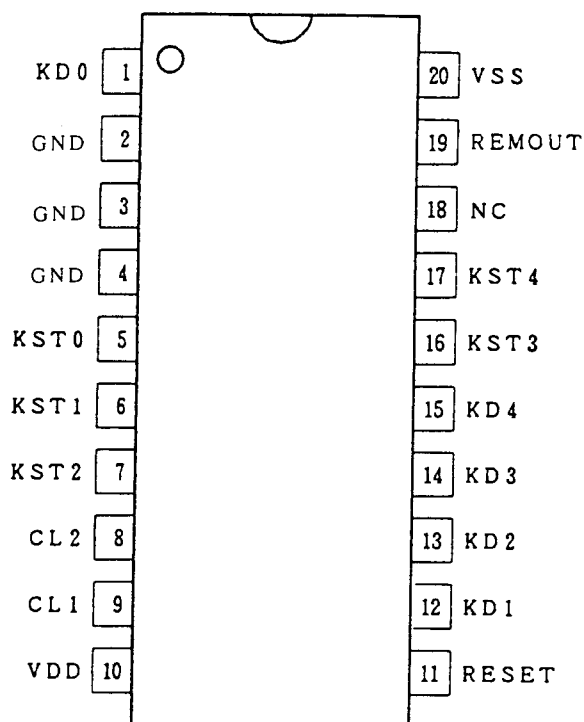 KD0 1 20 VSS
GND 2 19 REMOUT
GND 3 18 NC
GND 4 17 KST4
KST0 5 16 KST3
KST1 6 15 KD4
KST2 7 14 KD3
CL2 8 13 KD2
CL1 9 12 KD1
VDD 10 11 RESET